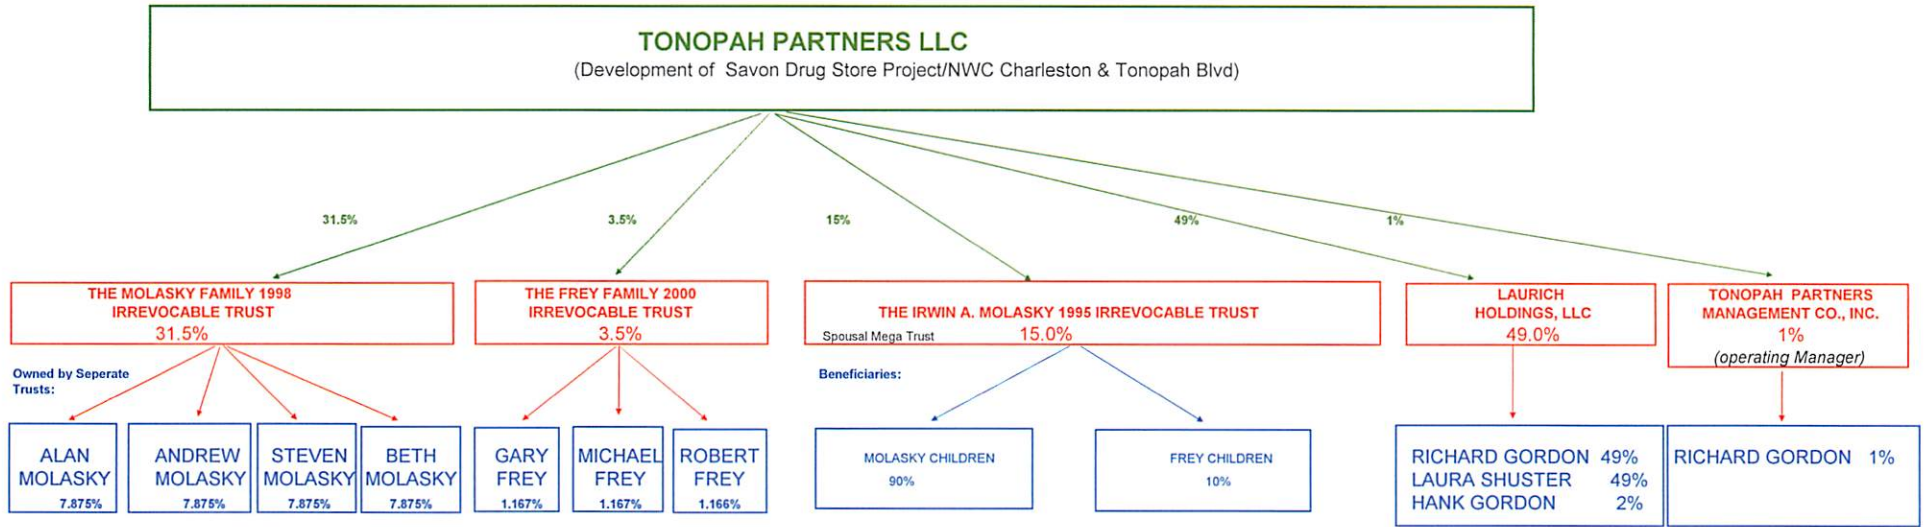 TONOPAH PARTNERS LLC
(Development of Savon Drug Store Project/NWC Charleston & Tonopah Blvd)
31.5%
3.5%
15%
49%
1%
THE MOLASKY FAMILY 1998
IRREVOCABLE TRUST
31.5%
THE FREY FAMILY 2000
IRREVOCABLE TRUST
3.5%
THE IRWIN A. MOLASKY 1995 IRREVOCABLE TRUST
Spousal Mega Trust 15.0%
LAURICH
HOLDINGS, LLC
49.0%
TONOPAH PARTNERS
MANAGEMENT CO., INC.
1%
(operating Manager)
Owned by Seperate
Trusts:
Beneficiaries:
ALAN
MOLASKY
7.875%
ANDREW
MOLASKY
7.875%
STEVEN
MOLASKY
7.875%
BETH
MOLASKY
7.875%
GARY
FREY
1.167%
MICHAEL
FREY
1.167%
ROBERT
FREY
1.166%
MOLASKY CHILDREN
90%
FREY CHILDREN
10%
RICHARD GORDON 49%
LAURA SHUSTER 49%
HANK GORDON 2%
RICHARD GORDON 1%